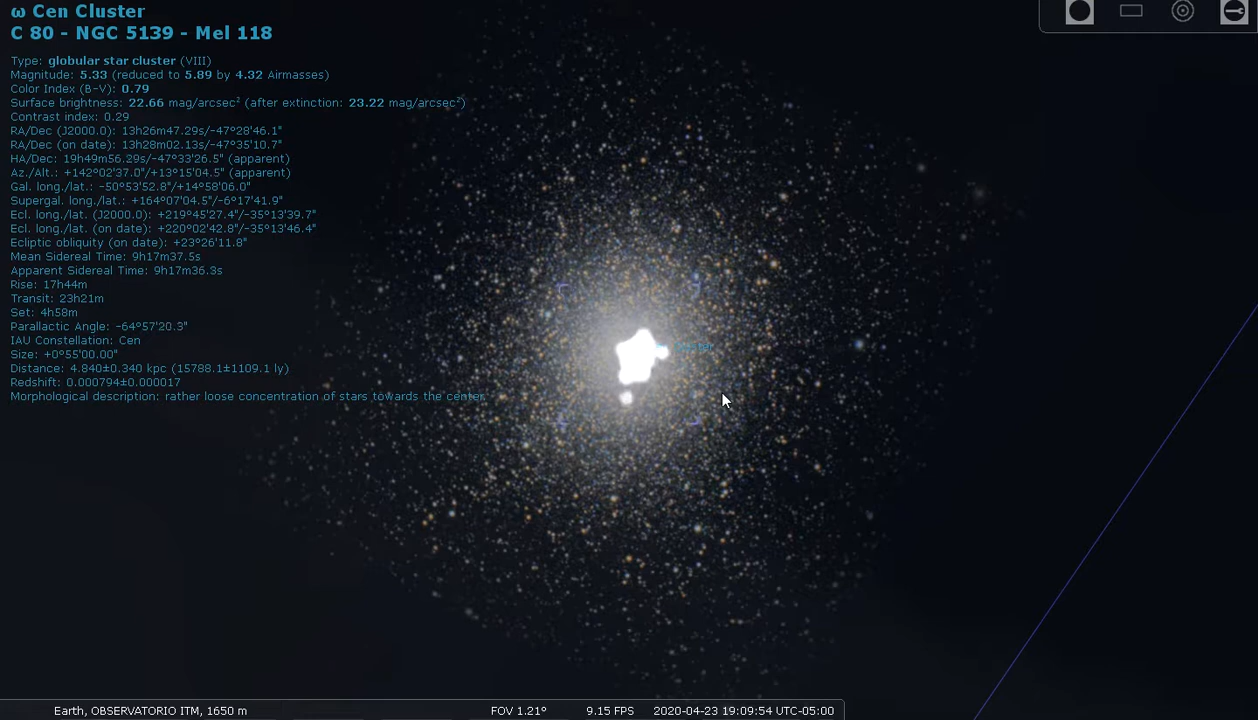 ω Cen Cluster
C 80 - NGC 5139 - Mel 118
Type: globular star cluster (VIII)
Magnitude: 5.33 (reduced to 5.89 by 4.32 Airmasses)
Color Index (B-V): 0.79
Surface brightness: 22.66 mag/arcsec² (after extinction: 23.22 mag/arcsec²)
Contrast index: 0.29
RA/Dec (J2000.0): 13h26m47.29s/-47°28'46.1"
RA/Dec (on date): 13h28m02.13s/-47°35'10.7"
HA/Dec: 19h49m56.29s/-47°33'26.5" (apparent)
Az./Alt.: +142°02'37.0"/+13°15'04.5" (apparent)
Gal. long./lat.: -50°53'52.8"/+14°58'06.0"
Supergal. long./lat.: +164°07'04.5"/-6°17'41.9"
Ecl. long./lat. (J2000.0): +219°45'27.4"/-35°13'39.7"
Ecl. long./lat. (on date): +220°02'42.8"/-35°13'46.4"
Ecliptic obliquity (on date): +23°26'11.8"
Mean Sidereal Time: 9h17m37.5s
Apparent Sidereal Time: 9h17m36.3s
Rise: 17h44m
Transit: 23h21m
Set: 4h58m
Parallactic Angle: -64°57'20.3"
IAU Constellation: Cen
Size: +0°55'00.00"
Distance: 4.840±0.340 kpc (15788.1±1109.1 ly)
Redshift: 0.000794±0.000017
Morphological description: rather loose concentration of stars towards the center.
Cluster
Earth, OBSERVATORIO ITM, 1650 m
FOV 1.21°
9.15 FPS
2020-04-23 19:09:54 UTC-05:00